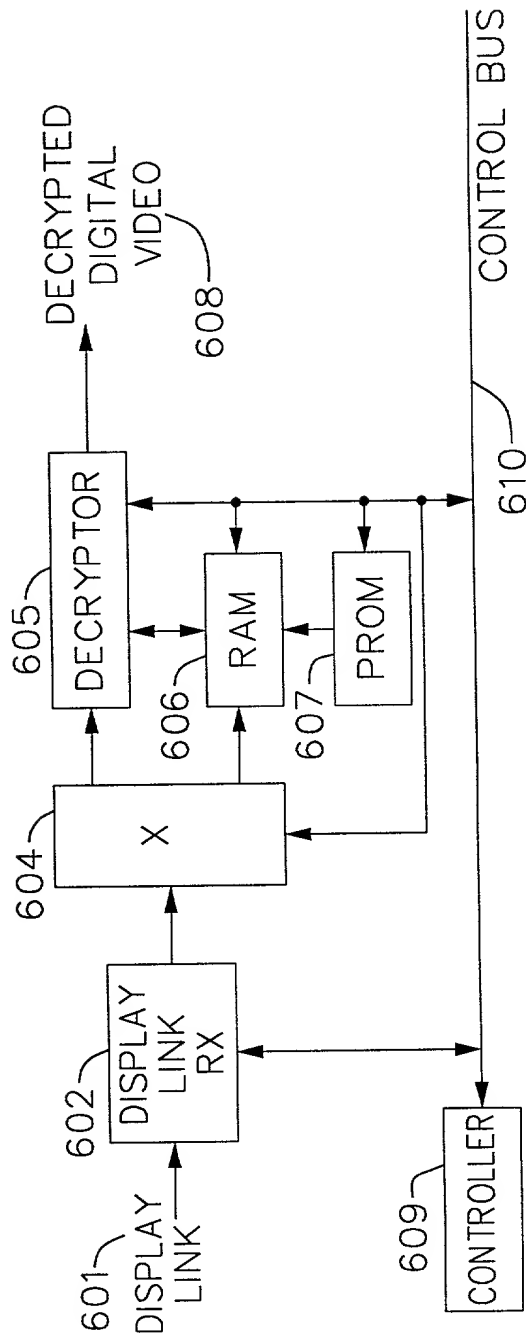 601
DISPLAY
LINK
602
DISPLAY
LINK
RX
604
X
605
DECRYPTOR
606
RAM
607
PROM
DECRYPTED
DIGITAL
VIDEO
608
609
CONTROLLER
610
CONTROL BUS